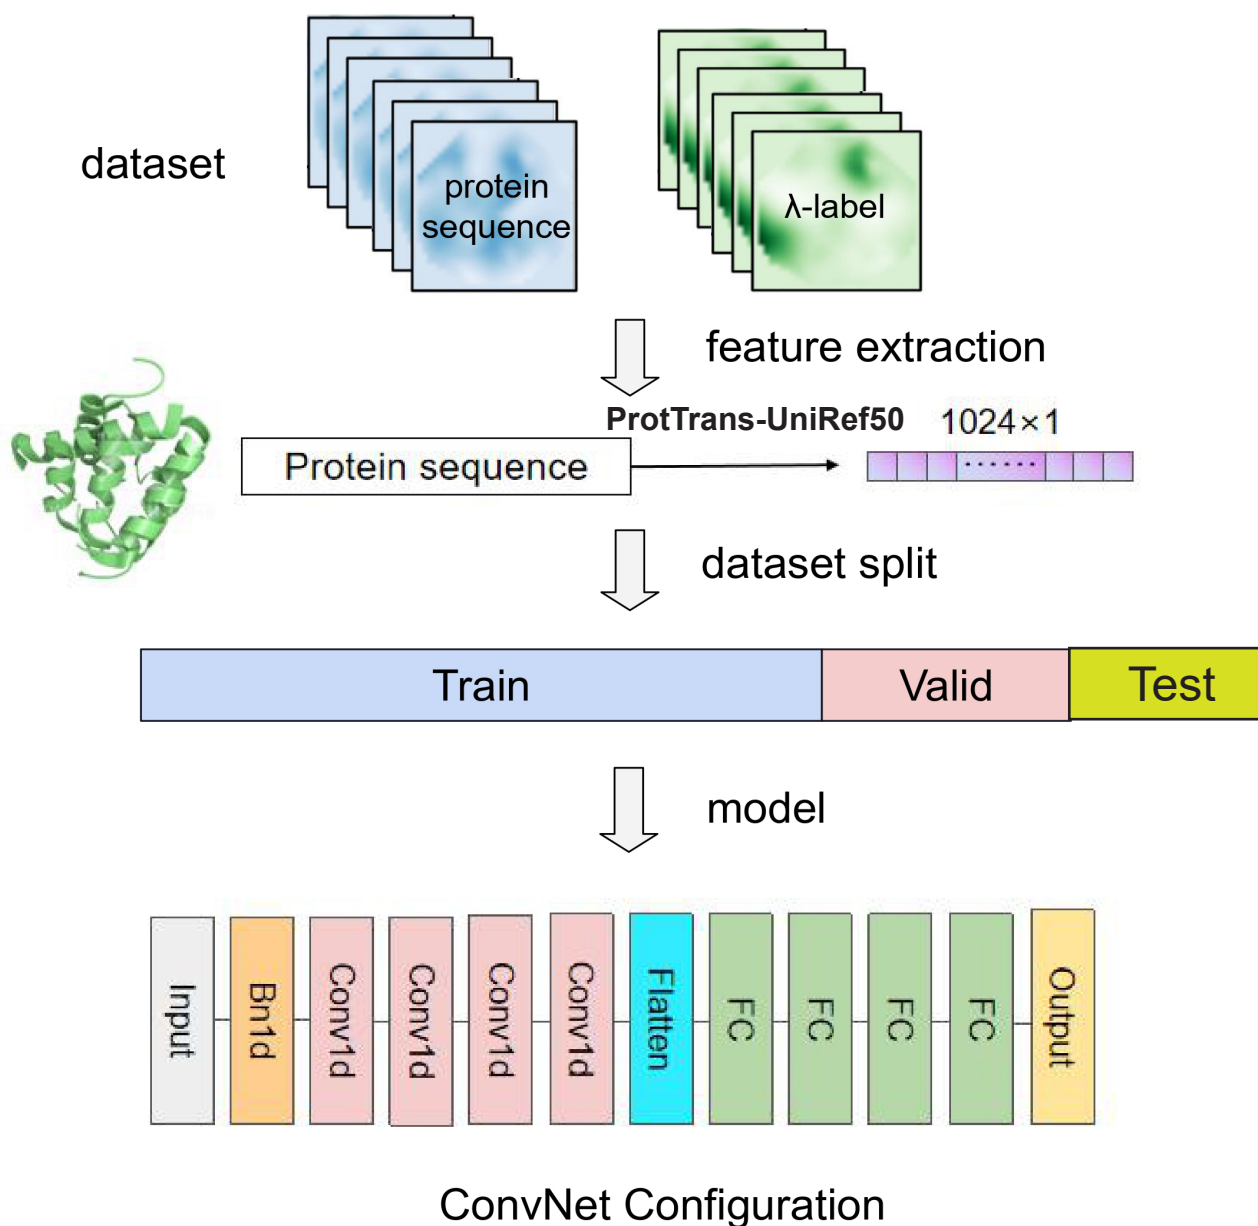 dataset
protein
sequence
λ-label
feature extraction
ProtTrans-UniRef50
1024×1
Protein sequence
dataset split
Train
Valid
Test
model
Input
Bn1d
Conv1d
Conv1d
Conv1d
Conv1d
Flatten
FC
FC
FC
FC
Output
ConvNet Configuration